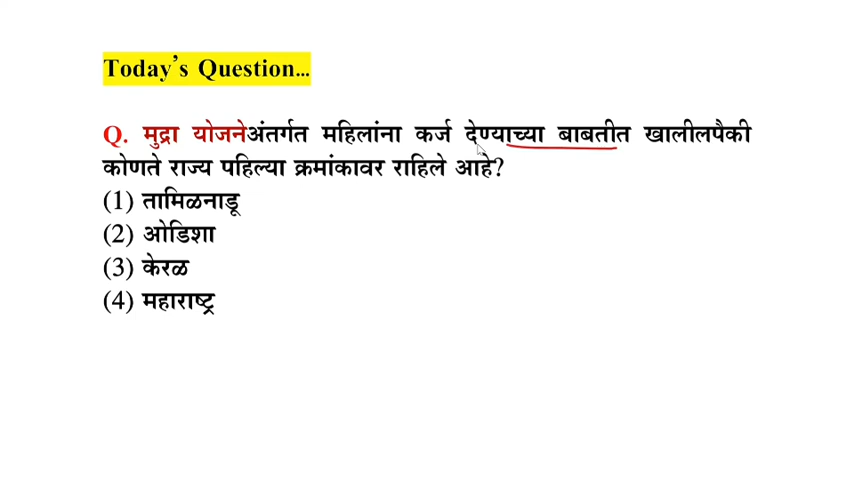 Today's Question...
Q. मुद्रा योजनेअंतर्गत महिलांना कर्ज देण्याच्या बाबतीत खालीलपैकी
कोणते राज्य पहिल्या क्रमांकावर राहिले आहे?
(1) तामिळनाडू
(2) ओडिशा
(3) केरळ
(4) महाराष्ट्र